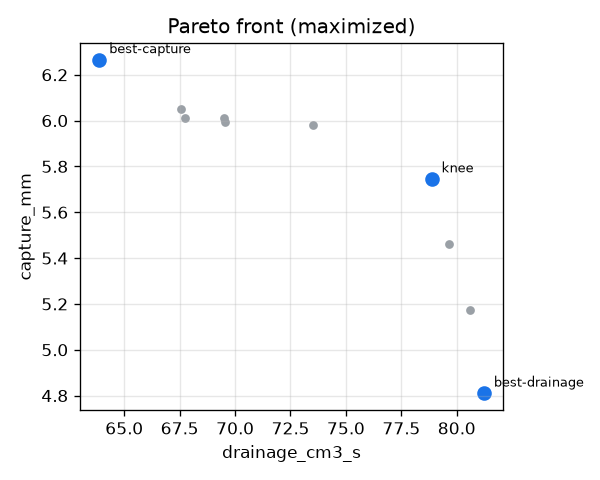 Pareto front (maximized)
best-capture
knee
best-drainage
capture_mm
6.2
6.0
5.8
5.6
5.4
5.2
5.0
4.8
65.0 67.5 70.0 72.5 75.0 77.5 80.0
drainage_cm3_s